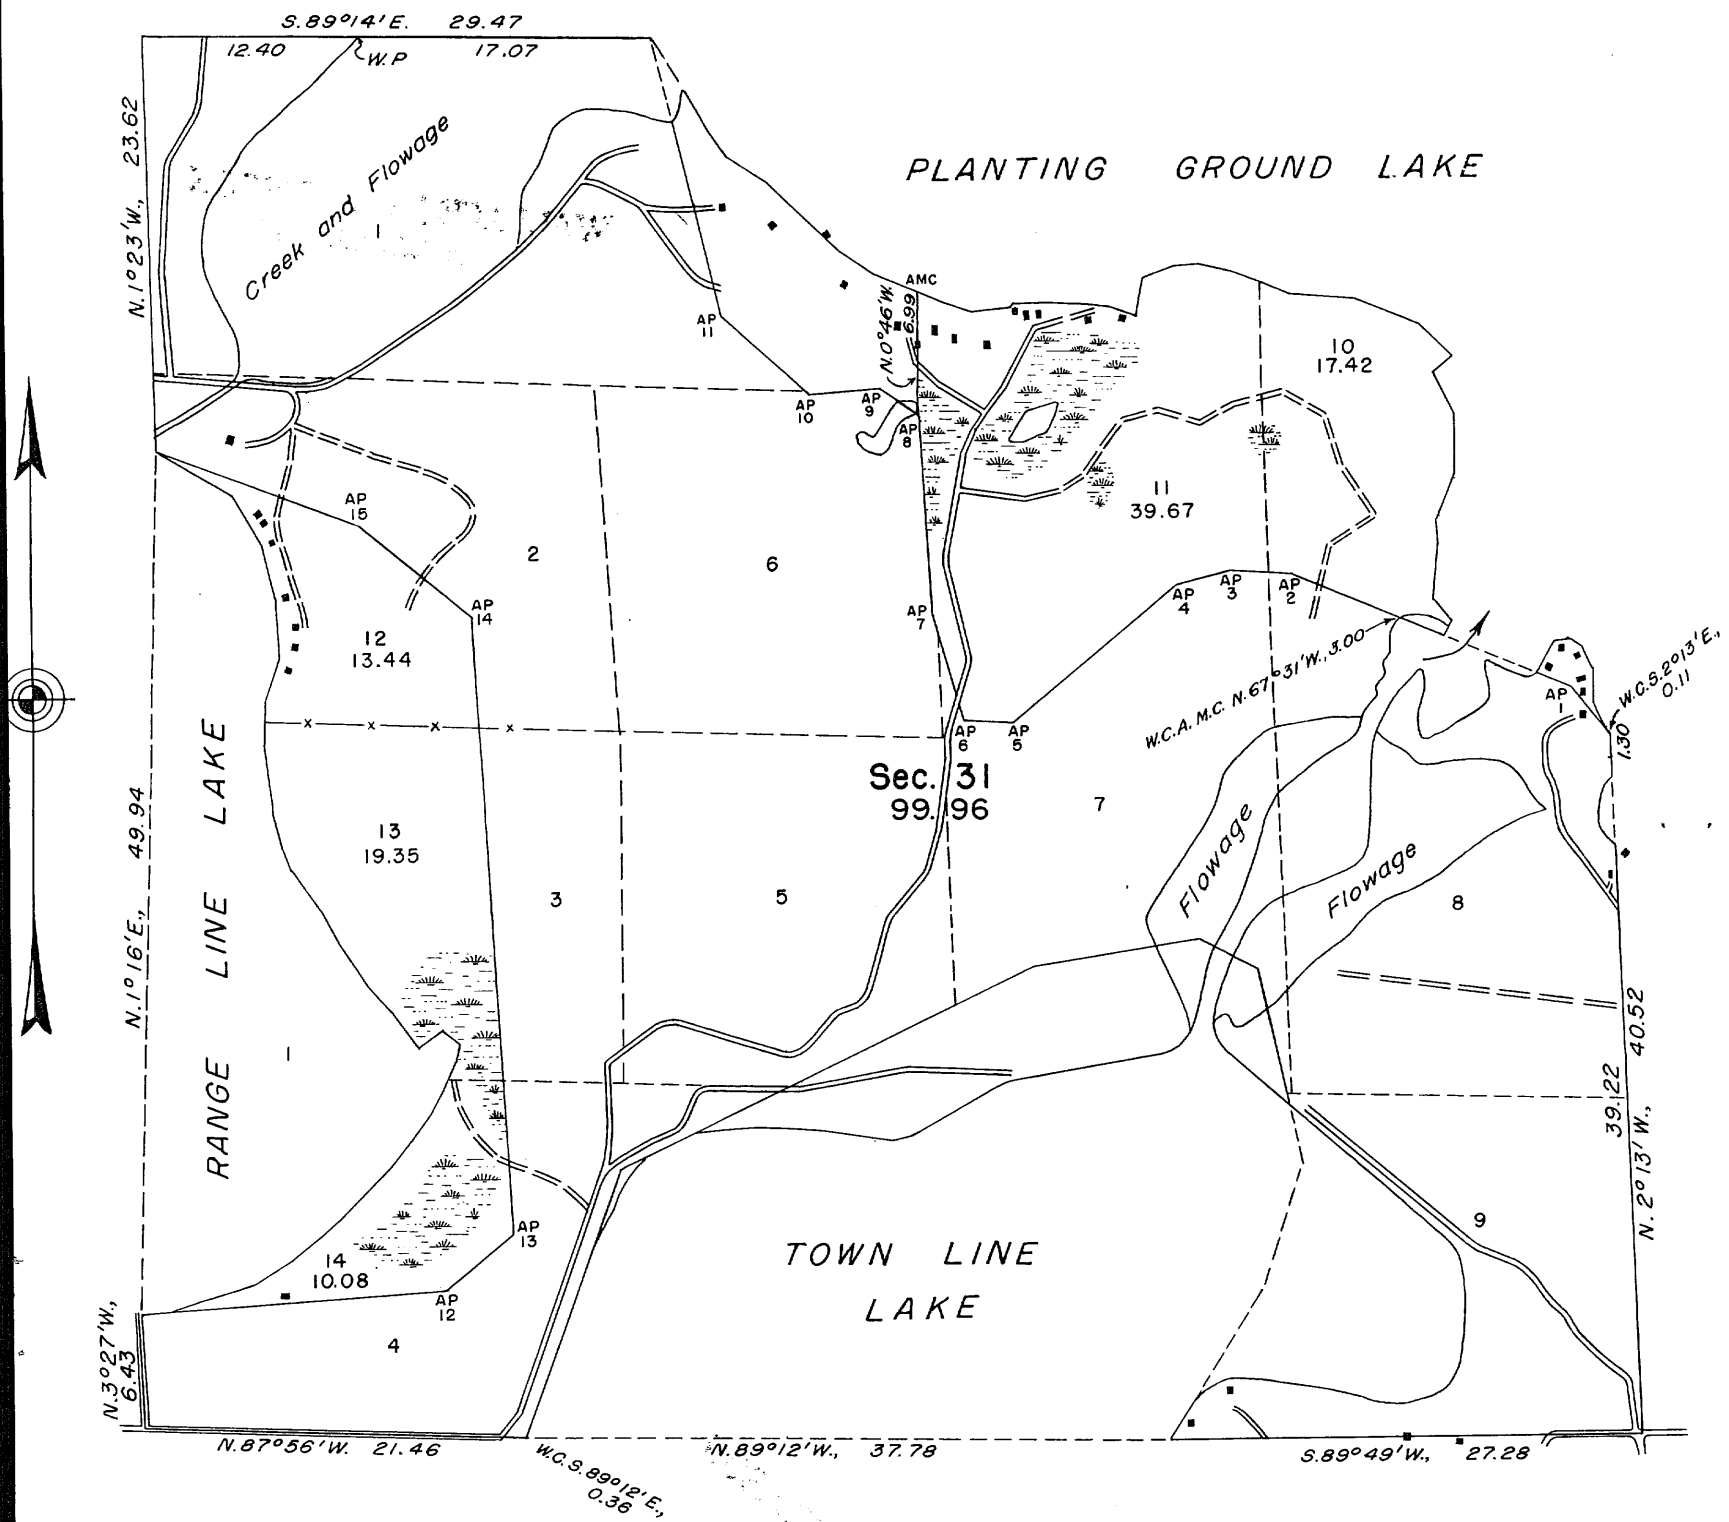 S.89°14'E. 29.47
12.40 17.07
W.P
N.1°23'W., 23.62
Creek and Flowage
1
PLANTING GROUND LAKE
AMC
N.0°46'W. 6.99
AP 11
AP 10
AP 9
AP 8
10
17.42
11
39.67
AP 15
2
6
AP 14
AP 7
12
13.44
AP 4
AP 3
AP 2
W.C.A.M.C. N.67°31'W., 3.00
AP 1
W.C.S.2°13'E.,
0.11
1.30
AP 6
AP 5
Sec. 31
99.96
7
RANGE LINE LAKE
N.1°16'E., 49.94
13
19.35
3
5
Flowage
Flowage
8
1
40.52
39.22
N.2°13'W.,
AP 13
9
14
10.08
AP 12
TOWN LINE
LAKE
4
N.3°27'W.,
6.43
N.87°56'W. 21.46
W.C.S.89°12'E.,
0.36
N.89°12'W., 37.78
S.89°49'W., 27.28